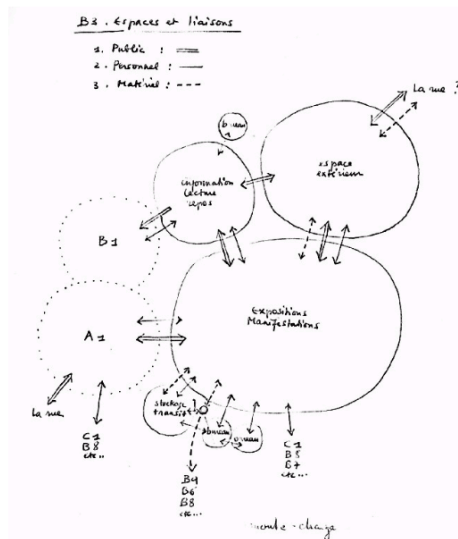 B3. Espaces et liaisons
1. Public :
2. Personnel :
3. Matériel :
La rue ?
bureau
espace
extérieur
information
lecture
repos
B1
Expositions
Manifestations
A1
stockage
transit
La rue
bureau
bureau
C1
B8
etc..
C1
B8
B7
etc...
B4
B6
B8
etc...
monte-charge